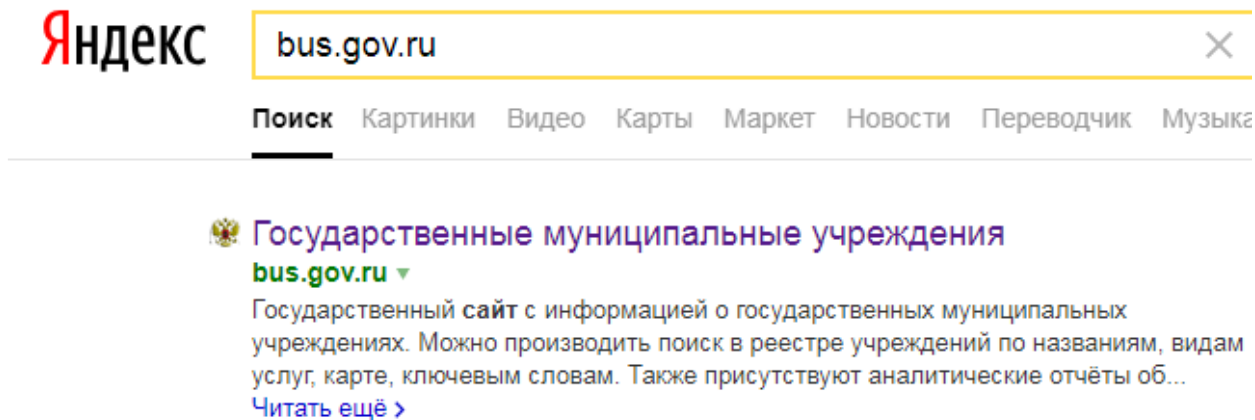 Яндекс
bus.gov.ru
Поиск Картинки Видео Карты Маркет Новости Переводчик Музыка
Государственные муниципальные учреждения
bus.gov.ru
Государственный сайт с информацией о государственных муниципальных
учреждениях. Можно производить поиск в реестре учреждений по названиям, видам
услуг, карте, ключевым словам. Также присутствуют аналитические отчёты об...
Читать ещё >